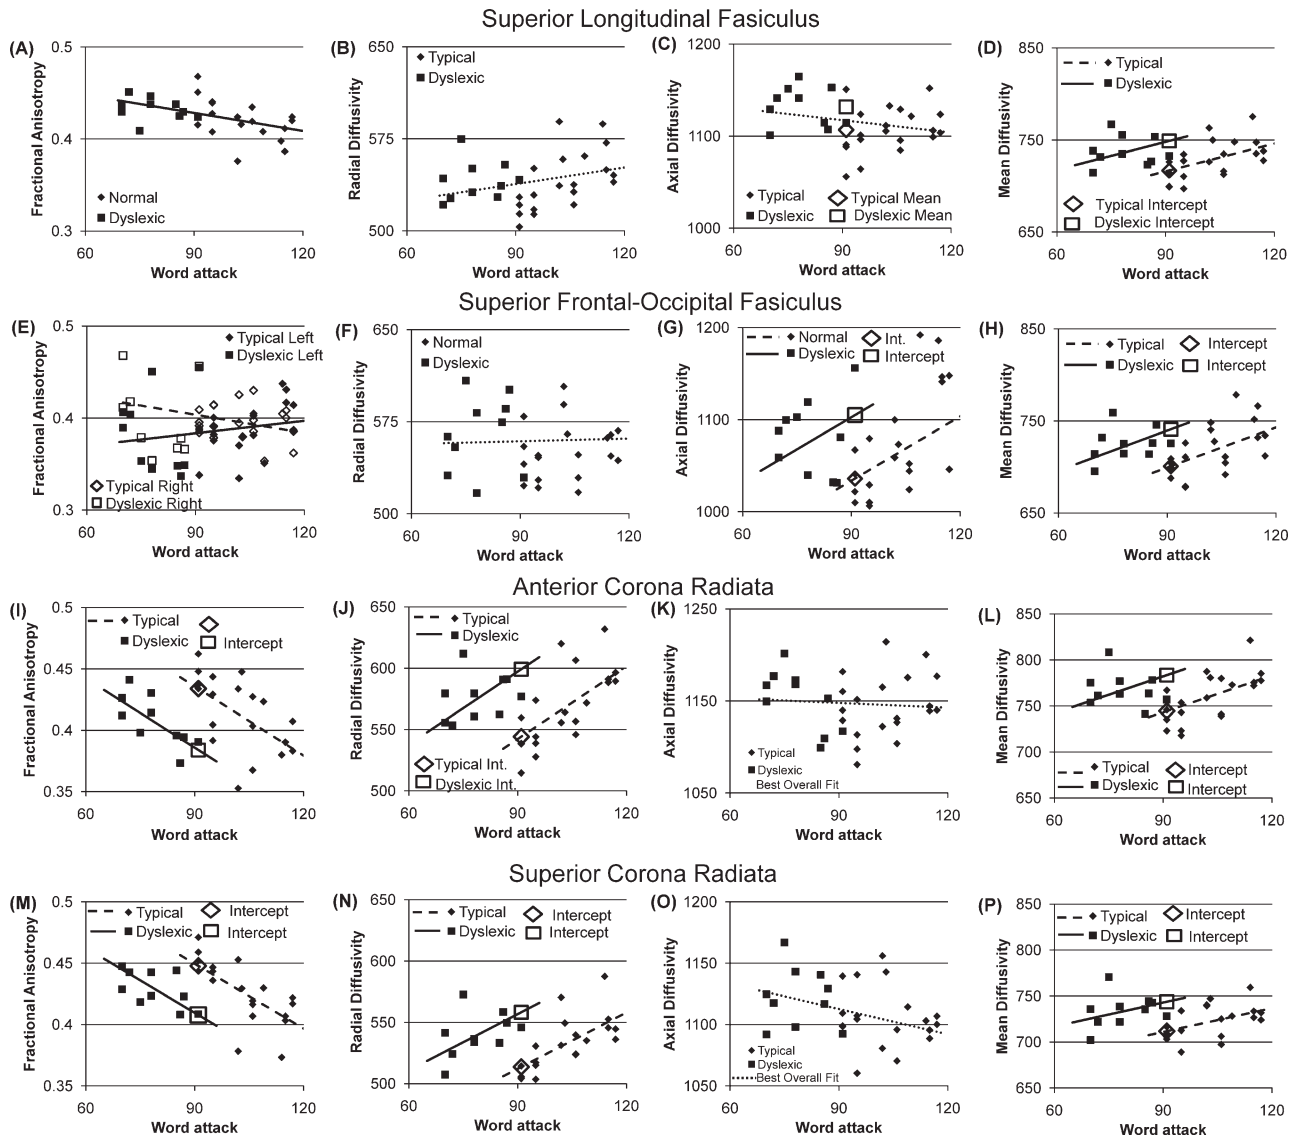 Superior Longitudinal Fasiculus
(A)
0.5
0.4
0.3
60
90
120
Fractional Anisotropy
Word attack
Normal
Dyslexic
(B)
650
575
500
60
90
120
Radial Diffusivity
Word attack
Typical
Dyslexic
(C)
1200
1100
1000
60
90
120
Axial Diffusivity
Word attack
Typical
Dyslexic
Typical Mean
Dyslexic Mean
(D)
850
750
650
60
90
120
Mean Diffusivity
Word attack
Typical
Dyslexic
Typical Intercept
Dyslexic Intercept
Superior Frontal-Occipital Fasiculus
(E)
0.5
0.4
0.3
60
90
120
Fractional Anisotropy
Word attack
Typical Left
Dyslexic Left
Typical Right
Dyslexic Right
(F)
650
575
500
60
90
120
Radial Diffusivity
Word attack
Normal
Dyslexic
(G)
1200
1100
1000
60
90
120
Axial Diffusivity
Word attack
Normal
Int.
Dyslexic
Intercept
(H)
850
750
650
60
90
120
Mean Diffusivity
Word attack
Typical
Intercept
Dyslexic
Intercept
Anterior Corona Radiata
(I)
0.5
0.45
0.4
0.35
60
90
120
Fractional Anisotropy
Word attack
Typical
Dyslexic
Intercept
(J)
650
600
550
500
60
90
120
Radial Diffusivity
Word attack
Typical
Dyslexic
Typical Int.
Dyslexic Int.
(K)
1250
1150
1050
60
90
120
Axial Diffusivity
Word attack
Typical
Dyslexic
Best Overall Fit
(L)
850
800
750
700
650
60
90
120
Mean Diffusivity
Word attack
Typical
Intercept
Dyslexic
Intercept
Superior Corona Radiata
(M)
0.5
0.45
0.4
0.35
60
90
120
Fractional Anisotropy
Word attack
Typical
Intercept
Dyslexic
Intercept
(N)
650
600
550
500
60
90
120
Radial Diffusivity
Word attack
Typical
Intercept
Dyslexic
Intercept
(O)
1200
1150
1100
1050
60
90
120
Axial Diffusivity
Word attack
Typical
Dyslexic
Best Overall Fit
(P)
850
800
750
700
650
60
90
120
Mean Diffusivity
Word attack
Typical
Intercept
Dyslexic
Intercept